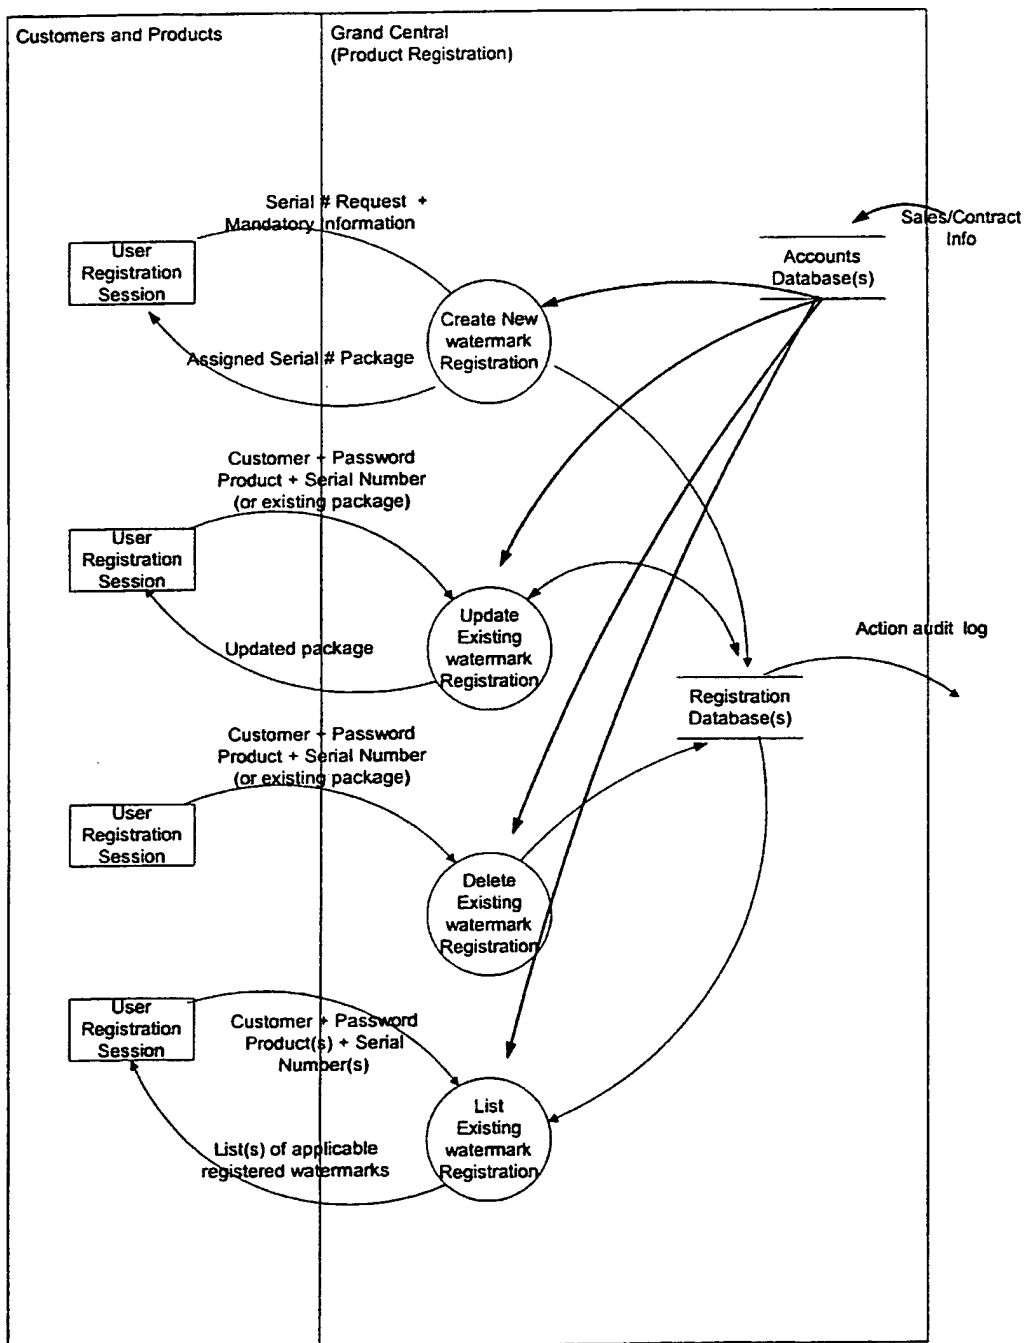 Customers and Products
Grand Central
(Product Registration)
Serial # Request +
Mandatory Information
Sales/Contract
Info
User
Registration
Session
Accounts
Database(s)
Create New
watermark
Registration
Assigned Serial # Package
Customer + Password
Product + Serial Number
(or existing package)
User
Registration
Session
Update
Existing
watermark
Registration
Updated package
Action audit log
Registration
Database(s)
Customer + Password
Product + Serial Number
(or existing package)
User
Registration
Session
Delete
Existing
watermark
Registration
User
Registration
Session
Customer + Password
Product(s) + Serial
Number(s)
List
Existing
watermark
Registration
List(s) of applicable
registered watermarks